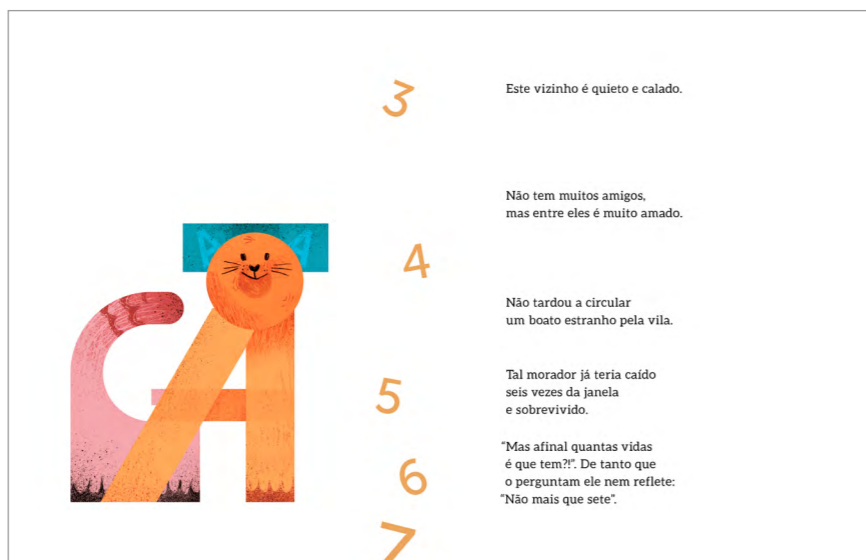 3
Este vizinho é quieto e calado.
Não tem muitos amigos,
mas entre eles é muito amado.
4
Não tardou a circular
um boato estranho pela vila.
5
Tal morador já teria caído
seis vezes da janela
e sobrevivido.
6
“Mas afinal quantas vidas
é que tem?!”. De tanto que
o perguntam ele nem reflete:
“Não mais que sete”.
7
GATO